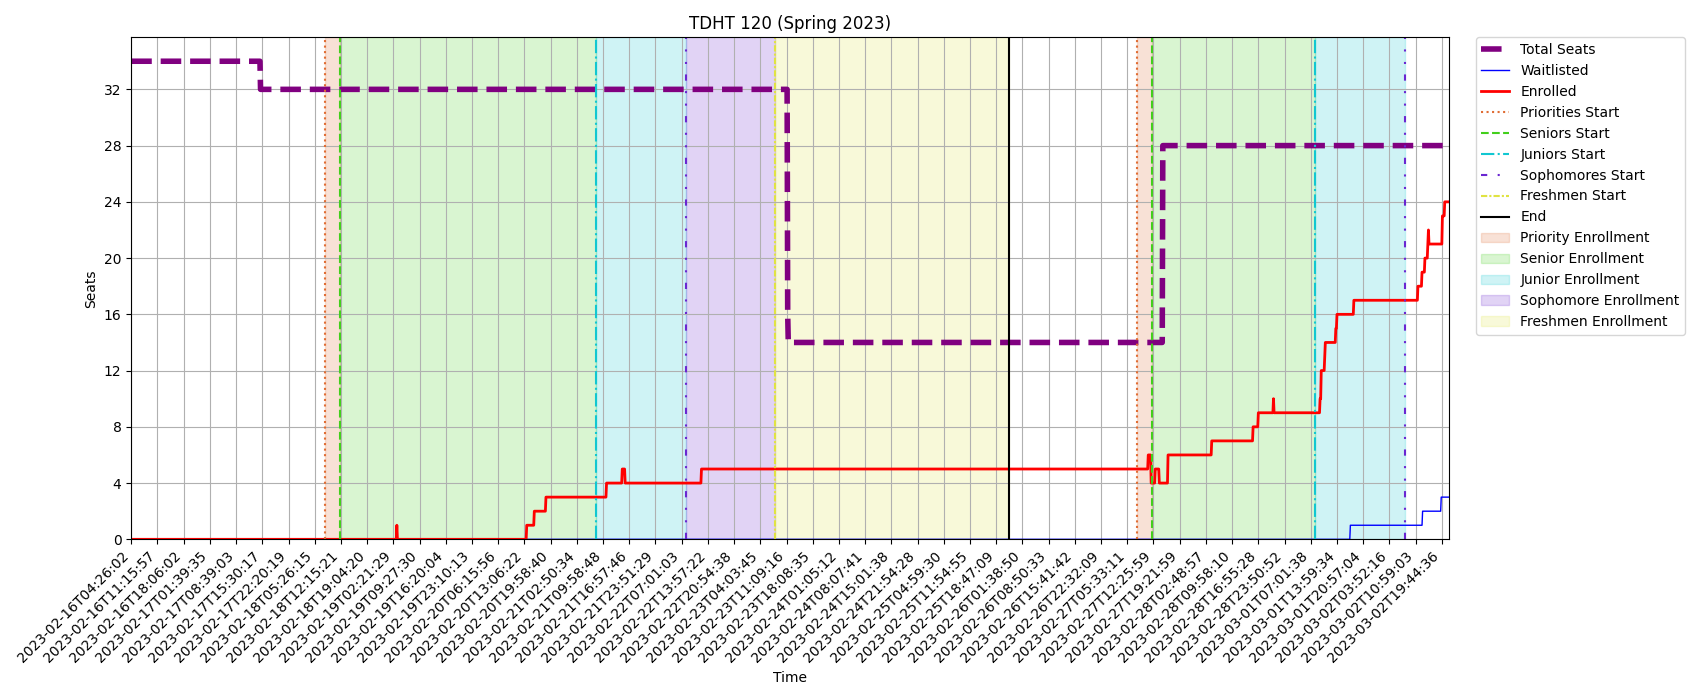 TDHT 120 (Spring 2023)
Seats
32
28
24
20
16
12
8
4
0
2023-02-16T04:26:02
2023-02-16T11:15:57
2023-02-16T18:06:02
2023-02-17T01:39:35
2023-02-17T08:39:03
2023-02-17T15:30:17
2023-02-17T22:20:19
2023-02-18T05:26:15
2023-02-18T12:15:21
2023-02-18T19:04:20
2023-02-19T02:21:29
2023-02-19T09:27:30
2023-02-19T16:20:04
2023-02-19T23:10:13
2023-02-20T06:15:56
2023-02-20T13:06:22
2023-02-20T19:58:40
2023-02-21T02:50:34
2023-02-21T09:58:48
2023-02-21T16:57:46
2023-02-21T23:51:29
2023-02-22T07:01:03
2023-02-22T13:57:22
2023-02-22T20:54:38
2023-02-23T04:03:45
2023-02-23T11:09:16
2023-02-23T18:08:35
2023-02-24T01:05:12
2023-02-24T08:07:41
2023-02-24T15:01:38
2023-02-24T21:54:28
2023-02-25T04:59:30
2023-02-25T11:54:55
2023-02-25T18:47:09
2023-02-26T01:38:50
2023-02-26T08:50:33
2023-02-26T15:41:42
2023-02-26T22:32:09
2023-02-27T05:33:11
2023-02-27T12:25:59
2023-02-27T19:21:59
2023-02-28T02:48:57
2023-02-28T09:58:10
2023-02-28T16:55:28
2023-02-28T23:50:52
2023-03-01T07:01:38
2023-03-01T13:59:34
2023-03-01T20:57:04
2023-03-02T03:52:16
2023-03-02T10:59:03
2023-03-02T19:44:36
Time
Total Seats
Waitlisted
Enrolled
Priorities Start
Seniors Start
Juniors Start
Sophomores Start
Freshmen Start
End
Priority Enrollment
Senior Enrollment
Junior Enrollment
Sophomore Enrollment
Freshmen Enrollment